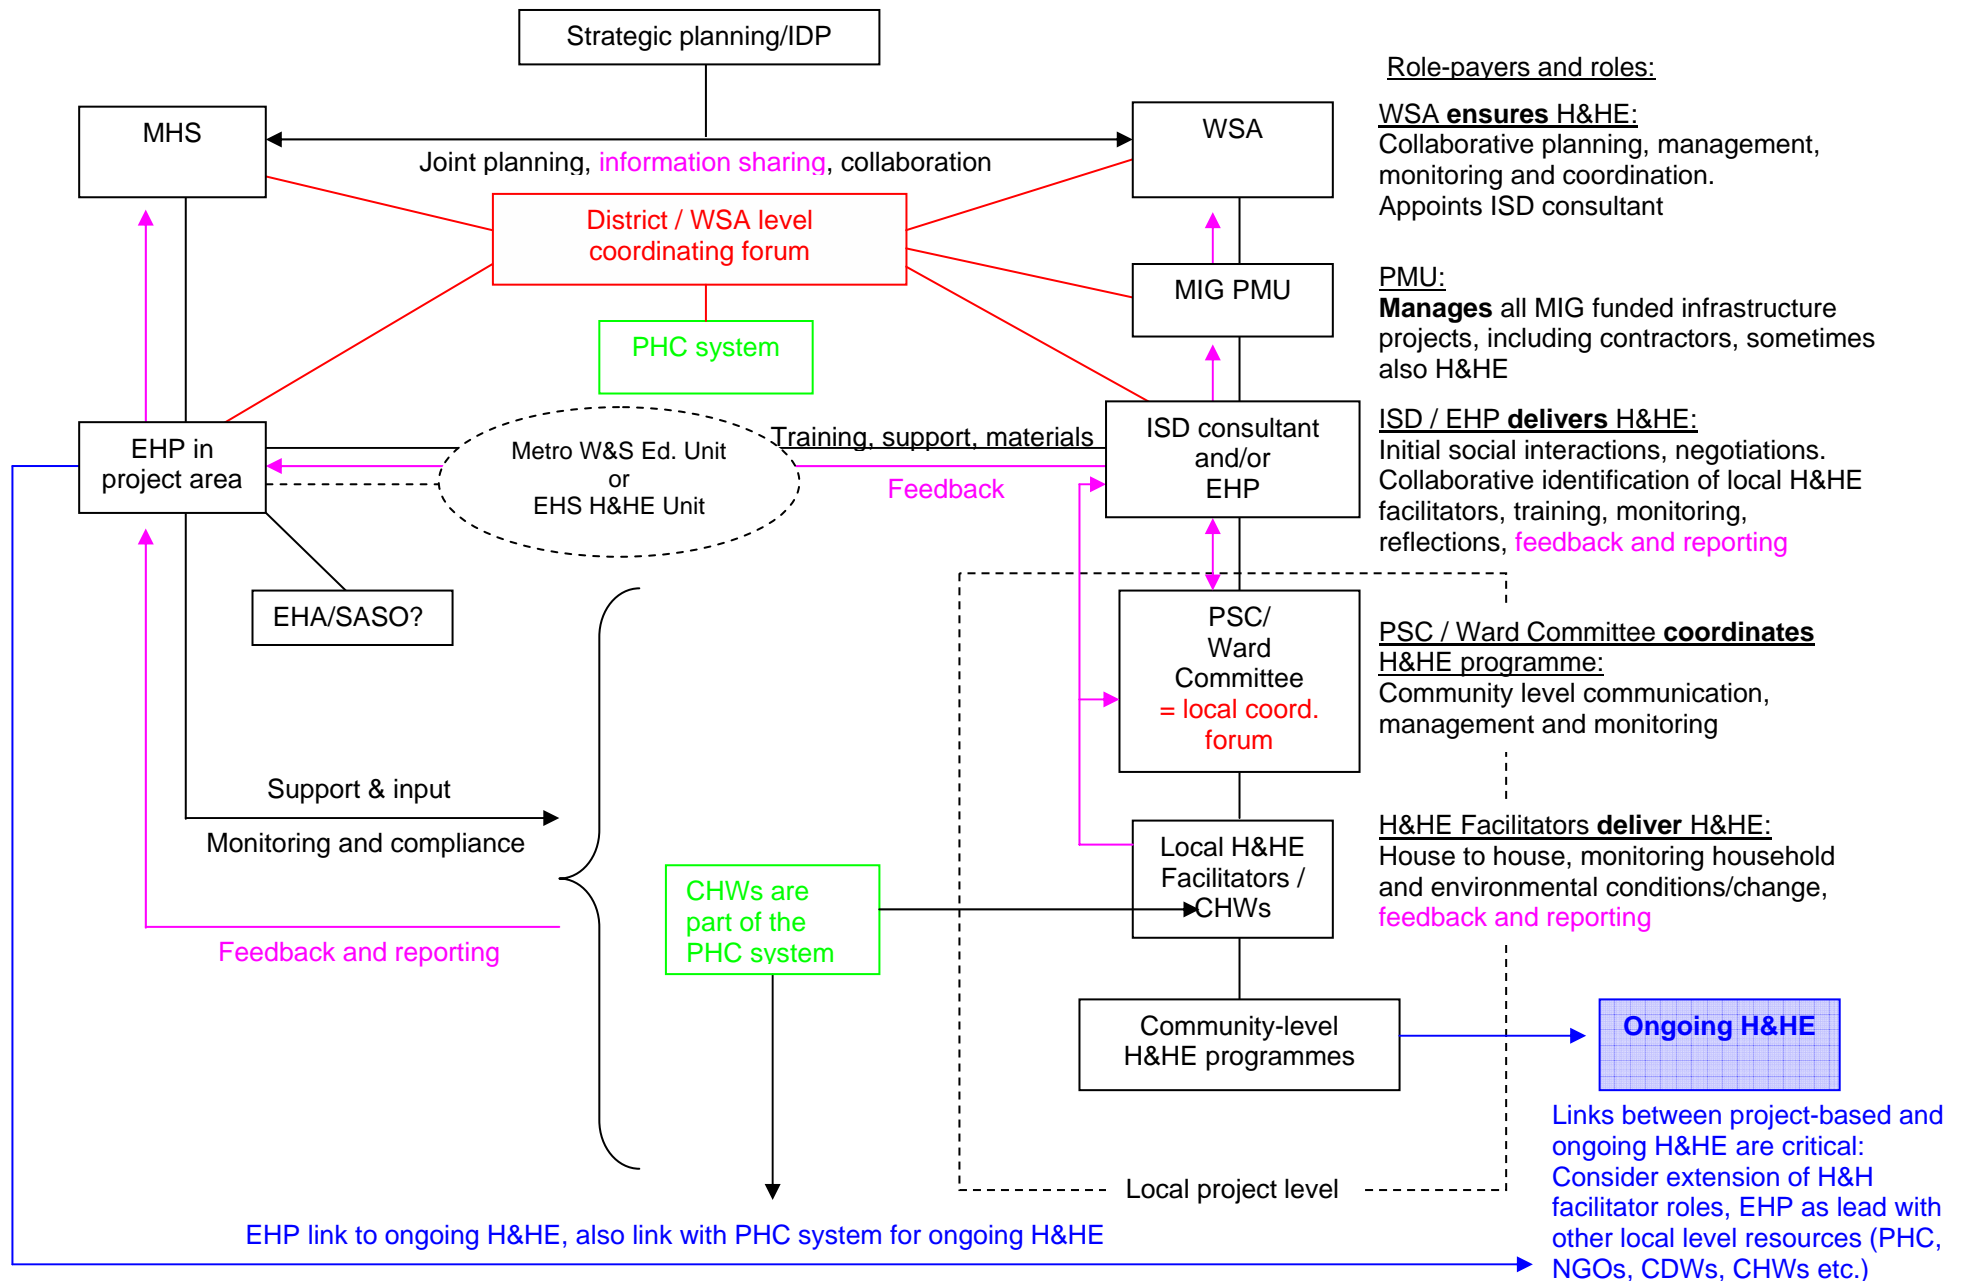 Strategic planning/IDP
MHS
WSA
Joint planning, information sharing, collaboration
District / WSA level
coordinating forum
MIG PMU
PHC system
EHP in
project area
Metro W&S Ed. Unit
or
EHS H&HE Unit
Training, support, materials
Feedback
ISD consultant
and/or
EHP
EHA/SASO?
PSC/
Ward
Committee
= local coord.
forum
Support & input
Monitoring and compliance
Feedback and reporting
CHWs are
part of the
PHC system
Local H&HE
Facilitators /
CHWs
Community-level
H&HE programmes
Local project level
EHP link to ongoing H&HE, also link with PHC system for ongoing H&HE
Role-payers and roles:
WSA ensures H&HE:
Collaborative planning, management,
monitoring and coordination.
Appoints ISD consultant
PMU:
Manages all MIG funded infrastructure
projects, including contractors, sometimes
also H&HE
ISD / EHP delivers H&HE:
Initial social interactions, negotiations.
Collaborative identification of local H&HE
facilitators, training, monitoring,
reflections, feedback and reporting
PSC / Ward Committee coordinates
H&HE programme:
Community level communication,
management and monitoring
H&HE Facilitators deliver H&HE:
House to house, monitoring household
and environmental conditions/change,
feedback and reporting
Ongoing H&HE
Links between project-based and
ongoing H&HE are critical:
Consider extension of H&H
facilitator roles, EHP as lead with
other local level resources (PHC,
NGOs, CDWs, CHWs etc.)